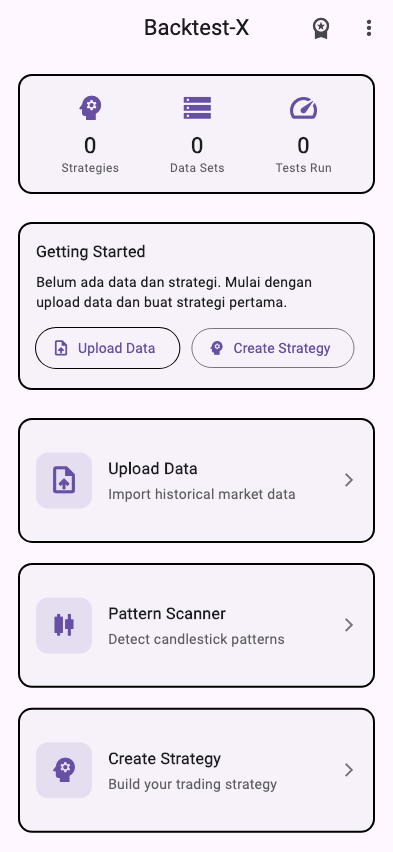 Backtest-X
0 0 0
Strategies Data Sets Tests Run
Getting Started
Belum ada data dan strategi. Mulai dengan
upload data dan buat strategi pertama.
Upload Data Create Strategy
Upload Data
Import historical market data
Pattern Scanner
Detect candlestick patterns
Create Strategy
Build your trading strategy